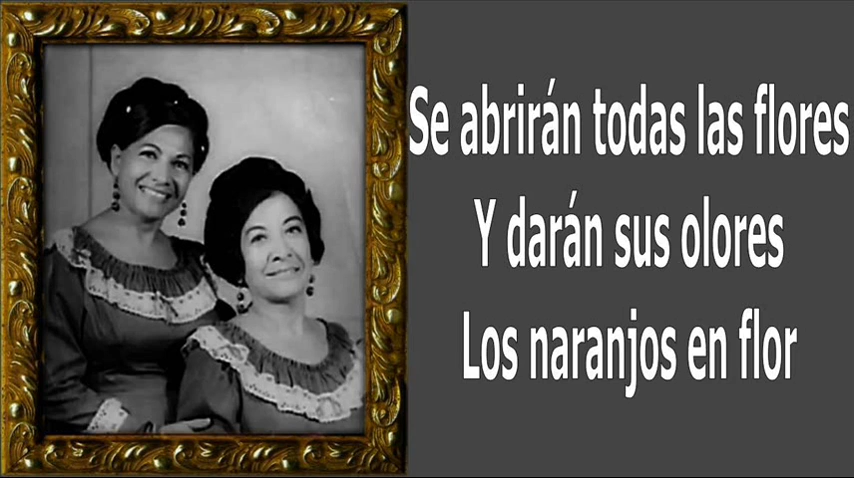 Se abrirán todas las flores
Y darán sus olores
Los naranjos en flor